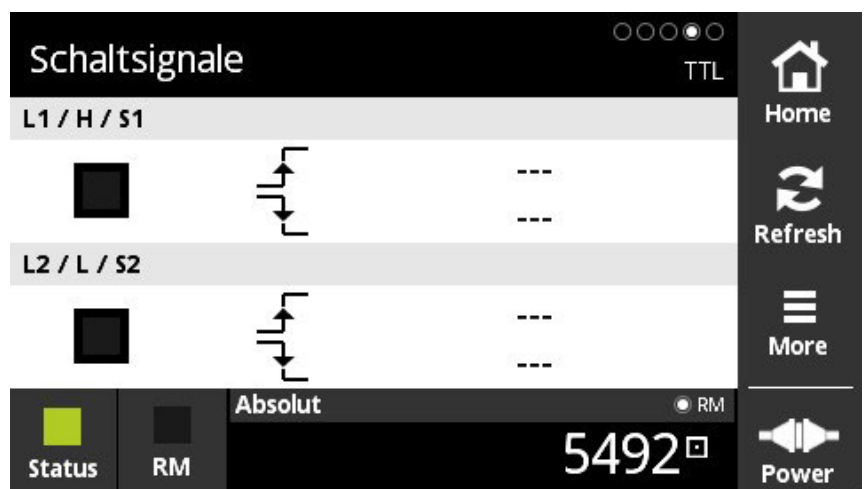 Schaltsignale
TTL
L1 / H / S1
---
---
L2 / L / S2
---
---
Home
Refresh
More
Power
Status
RM
Absolut
RM
5492